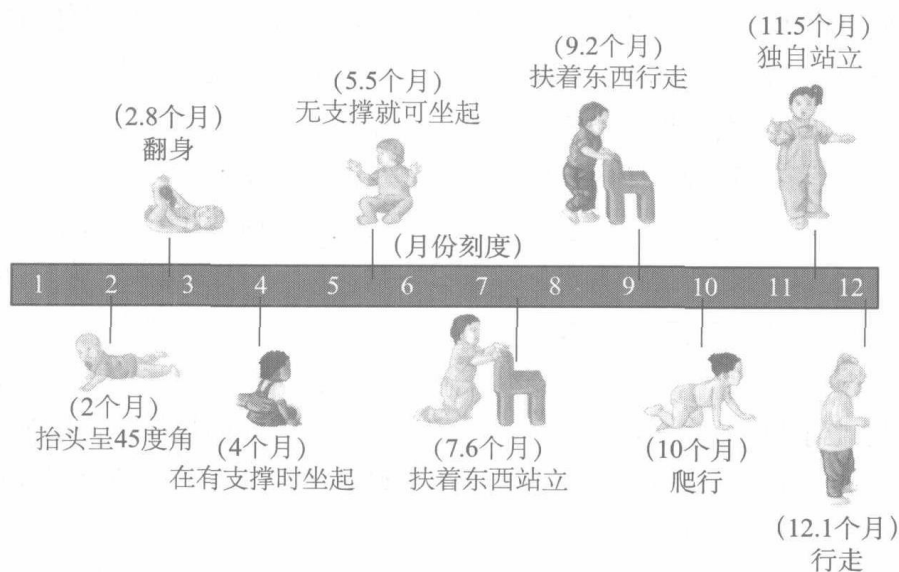 (11.5个月)
独自站立
(9.2个月)
扶着东西行走
(5.5个月)
无支撑就可坐起
(2.8个月)
翻身
(月份刻度)
1 2 3 4 5 6 7 8 9 10 11 12
(2个月)
抬头呈45度角
(4个月)
在有支撑时坐起
(7.6个月)
扶着东西站立
(10个月)
爬行
(12.1个月)
行走